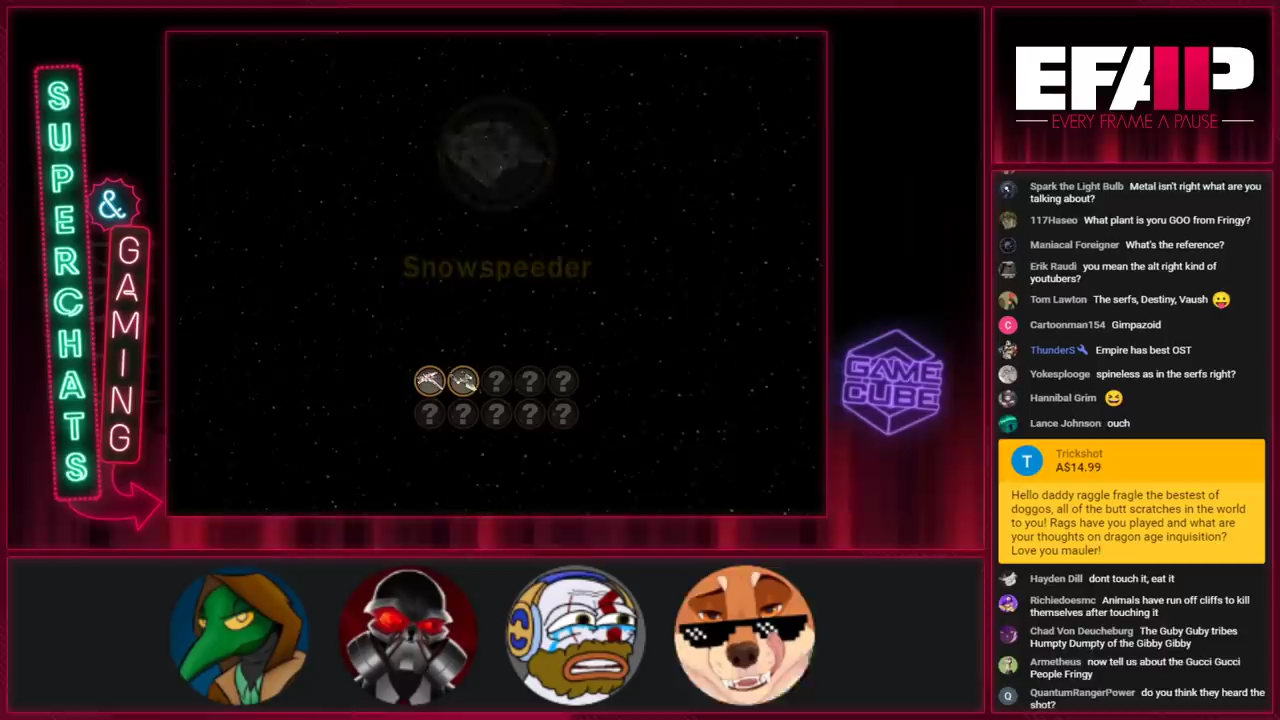 SUPERCHATS
&
GAMING
Snowspeeder
? ? ?
? ? ? ? ?
GAME
CUBE
EFAP
EVERY FRAME A PAUSE
Spark the Light Bulb Metal isn't right what are you
talking about?
117Haseo What plant is yoru GOO from Fringy?
Maniacal Foreigner What's the reference?
Erik Raudi you mean the alt right kind of
youtubers?
Tom Lawton The serfs, Destiny, Vaush 😛
C Cartoonman154 Gimpazoid
ThunderS Empire has best OST
Yokesplooge spineless as in the serfs right?
Hannibal Grim 😆
Lance Johnson ouch
T Trickshot
A$14.99
Hello daddy raggle fragle the bestest of
doggos, all of the butt scratches in the world
to you! Rags have you played and what are
your thoughts on dragon age inquisition?
Love you mauler!
Hayden Dill dont touch it, eat it
Richiedoesmc Animals have run off cliffs to kill
themselves after touching it
Chad Von Deucheburg The Guby Guby tribes
Humpty Dumpty of the Gibby Gibby
Armetheus now tell us about the Gucci Gucci
People Fringy
Q QuantumRangerPower do you think they heard the
shot?